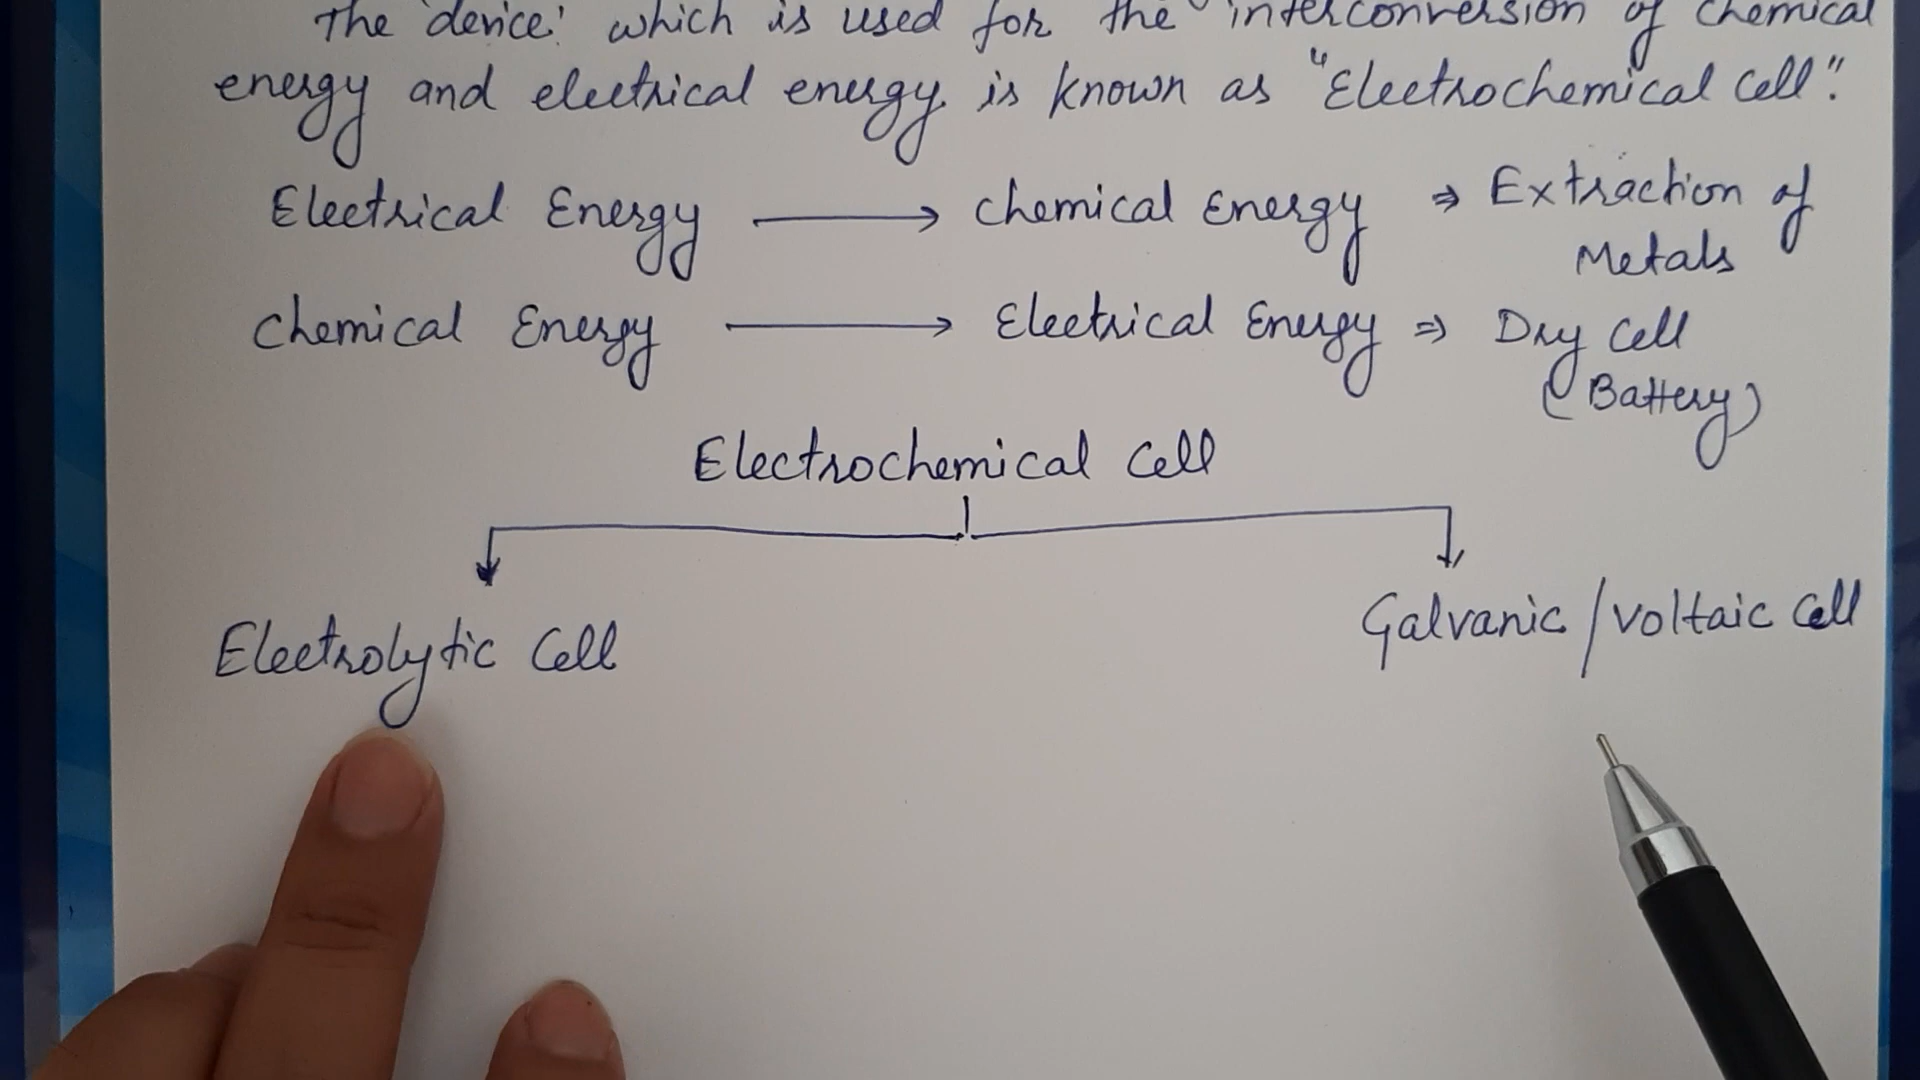 The 'device' which is used for the interconversion of chemical
energy and electrical energy is known as "Electrochemical Cell".
Electrical Energy → Chemical Energy ⇒ Extraction of
Metals
Chemical Energy → Electrical Energy ⇒ Dry Cell
(Battery)
Electrochemical Cell
Electrolytic Cell
Galvanic / Voltaic Cell